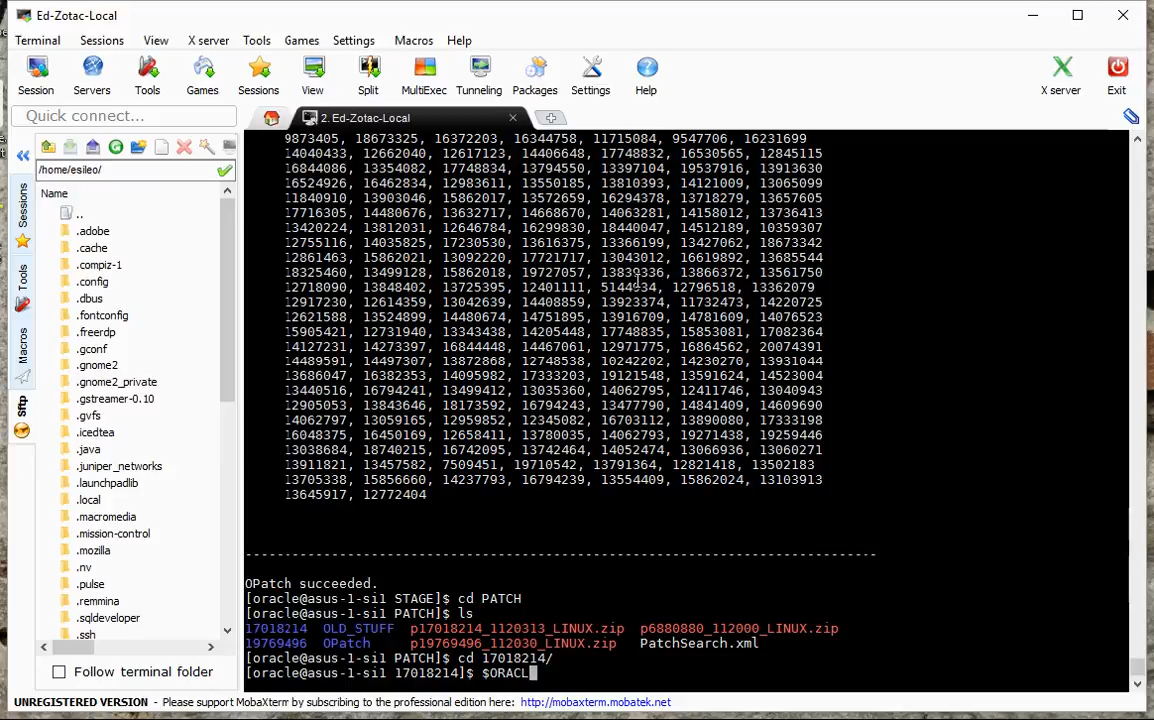 Ed-Zotac-Local
Terminal Sessions View X server Tools Games Settings Macros Help
Session Servers Tools Games Sessions View Split MultiExec Tunneling Packages Settings Help X server Exit
Quick connect...
2. Ed-Zotac-Local
/home/esileo/
Name
..
.adobe
.cache
.compiz-1
.config
.dbus
.fontconfig
.freerdp
.gconf
.gnome2
.gnome2_private
.gstreamer-0.10
.gvfs
.icedtea
.java
.juniper_networks
.launchpadlib
.local
.macromedia
.mission-control
.mozilla
.nv
.pulse
.remmina
.sqldeveloper
.ssh
Sessions
Tools
Macros
Sftp
Follow terminal folder
9873405, 18673325, 16372203, 16344758, 11715084, 9547706, 16231699
14040433, 12662040, 12617123, 14406648, 17748832, 16530565, 12845115
16844086, 13354082, 17748834, 13794550, 13397104, 19537916, 13913630
16524926, 16462834, 12983611, 13550185, 13810393, 14121009, 13065099
11840910, 13903046, 15862017, 13572659, 16294378, 13718279, 13657605
17716305, 14480676, 13632717, 14668670, 14063281, 14158012, 13736413
13420224, 13812031, 12646784, 16299830, 18440047, 14512189, 10359307
12755116, 14035825, 17230530, 13616375, 13366199, 13427062, 18673342
12861463, 15862021, 13092220, 17721717, 13043012, 16619892, 13685544
18325460, 13499128, 15862018, 19727057, 13839336, 13866372, 13561750
12718090, 13848402, 13725395, 12401111, 5144934, 12796518, 13362079
12917230, 12614359, 13042639, 14408859, 13923374, 11732473, 14220725
12621588, 13524899, 14480674, 14751895, 13916709, 14781609, 14076523
15905421, 12731940, 13343438, 14205448, 17748835, 15853081, 17082364
14127231, 14273397, 16844448, 14467061, 12971775, 16864562, 20074391
14489591, 14497307, 13872868, 12748538, 10242202, 14230270, 13931044
13686047, 16382353, 14095982, 17333203, 19121548, 13591624, 14523004
13440516, 16794241, 13499412, 13035360, 14062795, 12411746, 13040943
12905053, 13843646, 18173592, 16794243, 13477790, 14841409, 14609690
14062797, 13059165, 12959852, 12345082, 16703112, 13890080, 17333198
16048375, 16450169, 12658411, 13780035, 14062793, 19271438, 19259446
13038684, 18740215, 16742095, 13742464, 14052474, 13066936, 13060271
13911821, 13457582, 7509451, 19710542, 13791364, 12821418, 13502183
13705338, 15856660, 14237793, 16794239, 13554409, 15862024, 13103913
13645917, 12772404
--------------------------------------------------------------------------------
OPatch succeeded.
[oracle@asus-1-si1 STAGE]$ cd PATCH
[oracle@asus-1-si1 PATCH]$ ls
17018214 OLD_STUFF p17018214_1120313_LINUX.zip p6880880_112000_LINUX.zip
19769496 OPatch p19769496_112030_LINUX.zip PatchSearch.xml
[oracle@asus-1-si1 PATCH]$ cd 17018214/
[oracle@asus-1-si1 17018214]$ $ORACL
UNREGISTERED VERSION - Please support MobaXterm by subscribing to the professional edition here: http://mobaxterm.mobatek.net